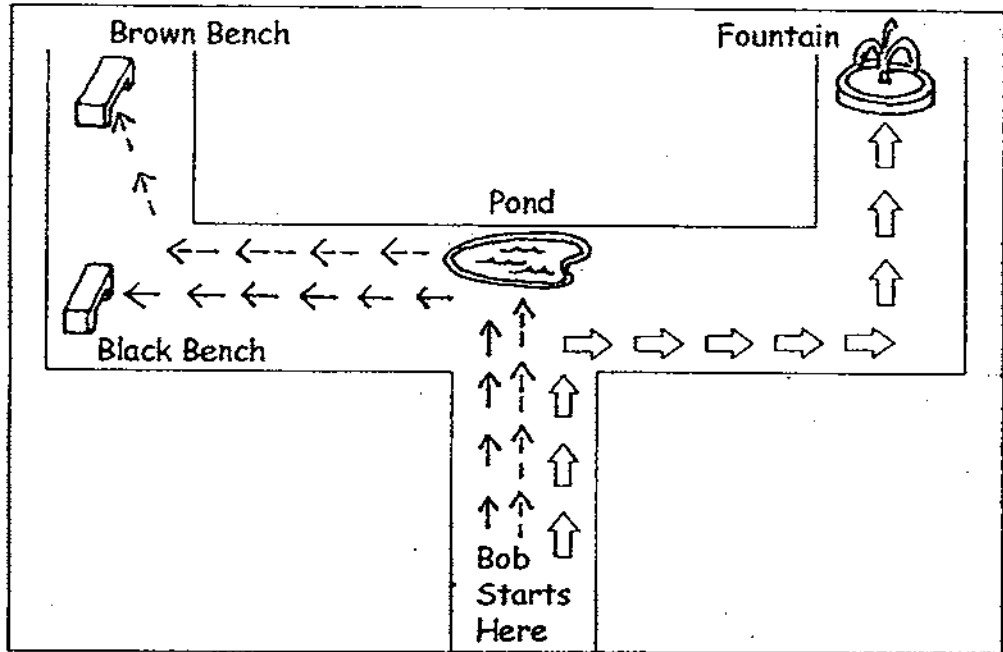 Brown Bench
Fountain
Pond
Black Bench
Bob
Starts
Here